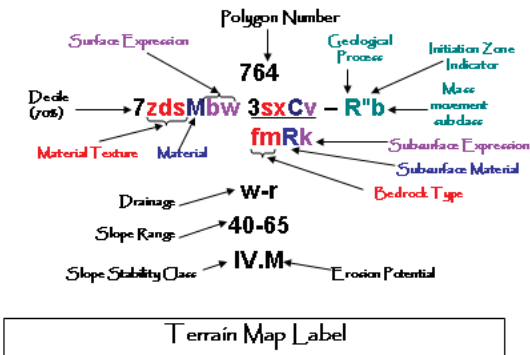 Polygon Number
Surface Expression
Geological Process
Initiation Zone Indicator
764
Decile (70%)
7zdsMbw 3sxCv – R"b
Mass movement subclass
Material Texture
Material
fmRk
Subsurface Expression
Subsurface Material
Bedrock Type
Drainage
w-r
Slope Range
40-65
Slope Stability Class
IV.M
Erosion Potential
Terrain Map Label